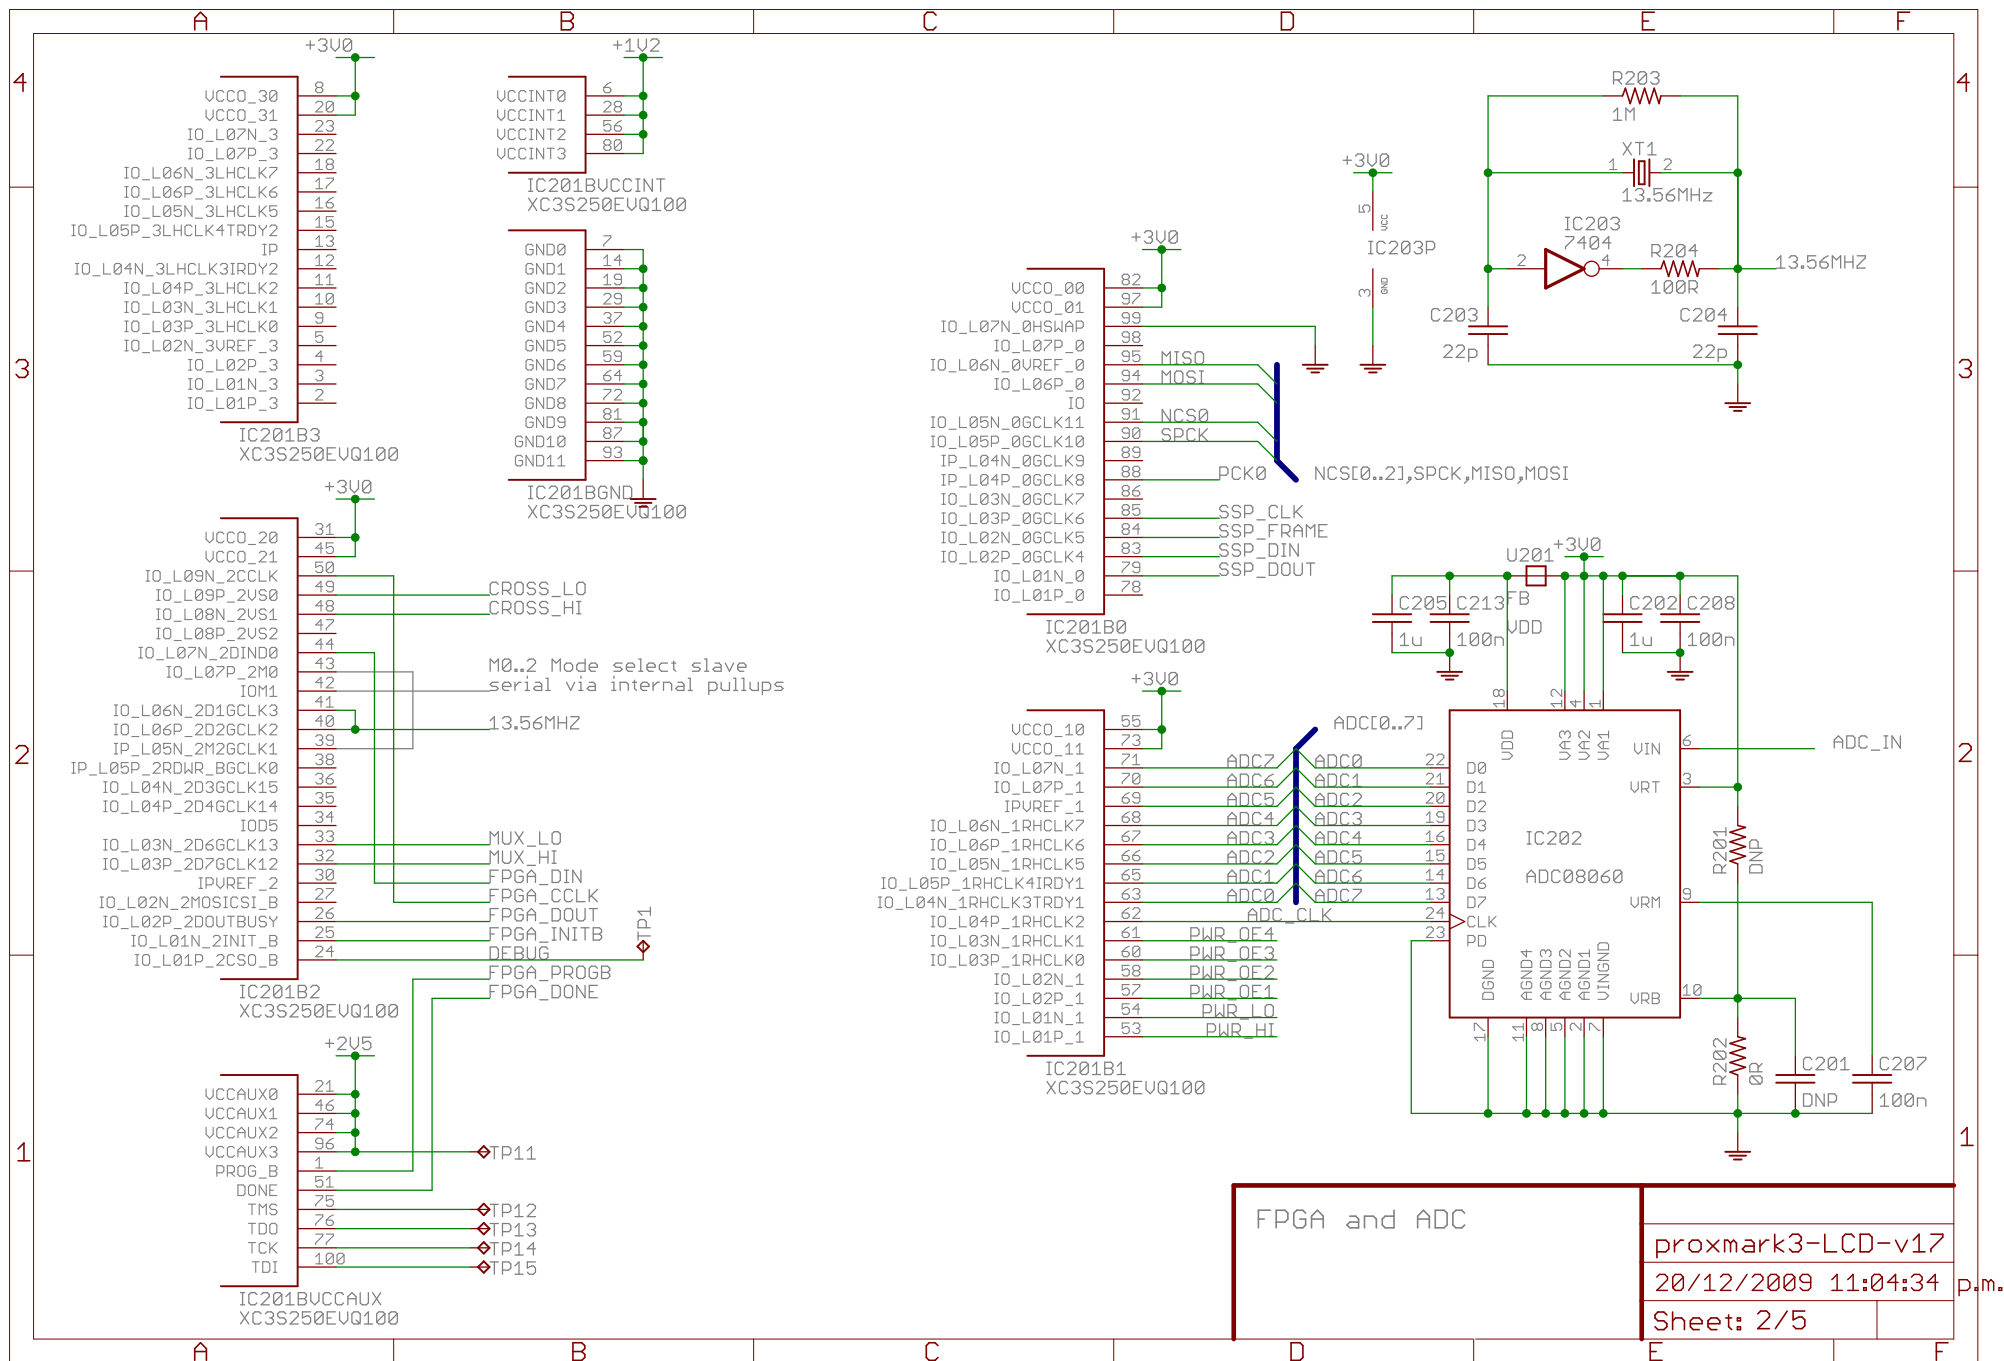 A B C D E F
4
+3V0
VCCO_30 8
VCCO_31 20
IO_L07N_3 23
IO_L07P_3 22
IO_L06N_3LHCLK7 18
IO_L06P_3LHCLK6 17
IO_L05N_3LHCLK5 16
IO_L05P_3LHCLK4TRDY2 15
IP 13
IO_L04N_3LHCLK3IRDY2 12
IO_L04P_3LHCLK2 11
IO_L03N_3LHCLK1 10
IO_L03P_3LHCLK0 9
IO_L02N_3VREF_3 5
IO_L02P_3 4
IO_L01N_3 3
IO_L01P_3 2
IC201B3
XC3S250EVQ100
3
+3V0
VCCO_20 31
VCCO_21 45
IO_L09N_2CCLK 50
IO_L09P_2VS0 49
IO_L08N_2VS1 48
IO_L08P_2VS2 47
IO_L07N_2DIND0 44
IO_L07P_2M0 43
IOM1 42
IO_L06N_2D1GCLK3 41
IO_L06P_2D2GCLK2 40
IP_L05N_2M2GCLK1 39
IP_L05P_2RDWR_BGCLK0 38
IO_L04N_2D3GCLK15 36
IO_L04P_2D4GCLK14 35
IOD5 34
IO_L03N_2D6GCLK13 33
IO_L03P_2D7GCLK12 32
IPVREF_2 30
IO_L02N_2MOSICSI_B 27
IO_L02P_2DOUTBUSY 26
IO_L01N_2INIT_B 25
IO_L01P_2CSO_B 24
IC201B2
XC3S250EVQ100
2
CROSS_LO
CROSS_HI
M0..2 Mode select slave
serial via internal pullups
13.56MHZ
MUX_LO
MUX_HI
FPGA_DIN
FPGA_CCLK
FPGA_DOUT
FPGA_INITB
DEBUG
FPGA_PROGB
FPGA_DONE
TP1
+2V5
VCCAUX0 21
VCCAUX1 46
VCCAUX2 74
VCCAUX3 96
PROG_B 1
DONE 51
TMS 75
TDO 76
TCK 77
TDI 100
TP11
TP12
TP13
TP14
TP15
IC201BVCCAUX
XC3S250EVQ100
1
+1V2
VCCINT0 6
VCCINT1 28
VCCINT2 56
VCCINT3 80
IC201BVCCINT
XC3S250EVQ100
GND0 7
GND1 14
GND2 19
GND3 29
GND4 37
GND5 52
GND6 59
GND7 64
GND8 72
GND9 81
GND10 87
GND11 93
IC201BGND
XC3S250EVQ100
+3V0
VCCO_00 82
VCCO_01 97
IO_L07N_0HSWAP 99
IO_L07P_0 98
IO_L06N_0VREF_0 95 MISO
IO_L06P_0 94 MOSI
IO 92
IO_L05N_0GCLK11 91 NCS0
IO_L05P_0GCLK10 90 SPCK
IP_L04N_0GCLK9 89
IP_L04P_0GCLK8 88 PCK0
IO_L03N_0GCLK7 86
IO_L03P_0GCLK6 85 SSP_CLK
IO_L02N_0GCLK5 84 SSP_FRAME
IO_L02P_0GCLK4 83 SSP_DIN
IO_L01N_0 79 SSP_DOUT
IO_L01P_0 78
NCS[0..2],SPCK,MISO,MOSI
IC201B0
XC3S250EVQ100
+3V0
VCCO_10 55
VCCO_11 73
IO_L07N_1 71 ADC7
IO_L07P_1 70 ADC6
IPVREF_1 69 ADC5
IO_L06N_1RHCLK7 68 ADC4
IO_L06P_1RHCLK6 67 ADC3
IO_L05N_1RHCLK5 66 ADC2
IO_L05P_1RHCLK4IRDY1 65 ADC1
IO_L04N_1RHCLK3TRDY1 63 ADC0
IO_L04P_1RHCLK2 62 ADC_CLK
IO_L03N_1RHCLK1 61 PWR_OE4
IO_L03P_1RHCLK0 60 PWR_OE3
IO_L02N_1 58 PWR_OE2
IO_L02P_1 57 PWR_OE1
IO_L01N_1 54 PWR_LO
IO_L01P_1 53 PWR_HI
IC201B1
XC3S250EVQ100
+3V0
5 VCC
IC203P
3 GND
R203
1M
XT1
1 2
13.56MHz
IC203
7404
2 4
R204
100R
13.56MHZ
C203
22p
C204
22p
4
3
U201 +3V0
FB
VDD
C205
1u
C213
100n
C202
1u
C208
100n
ADC[0..7]
18 12 4 1
VDD VA3 VA2 VA1
ADC0 22 D0
ADC1 21 D1
ADC2 20 D2
ADC3 19 D3
ADC4 16 D4
ADC5 15 D5
ADC6 14 D6
ADC7 13 D7
24 CLK
23 PD
IC202
ADC08060
VIN 6 ADC_IN
VRT 3
VRM 9
VRB 10
DGND AGND4 AGND3 AGND2 AGND1 VINGND
17 11 8 5 2 7
R201
DNP
R202
0R
C201
DNP
C207
100n
2
1
FPGA and ADC
proxmark3-LCD-v17
20/12/2009 11:04:34 p.m.
Sheet: 2/5
A B C D E F